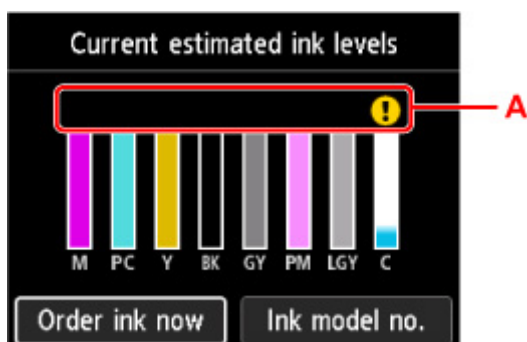 Current estimated ink levels
A
M PC Y BK GY PM LGY C
Order ink now Ink model no.